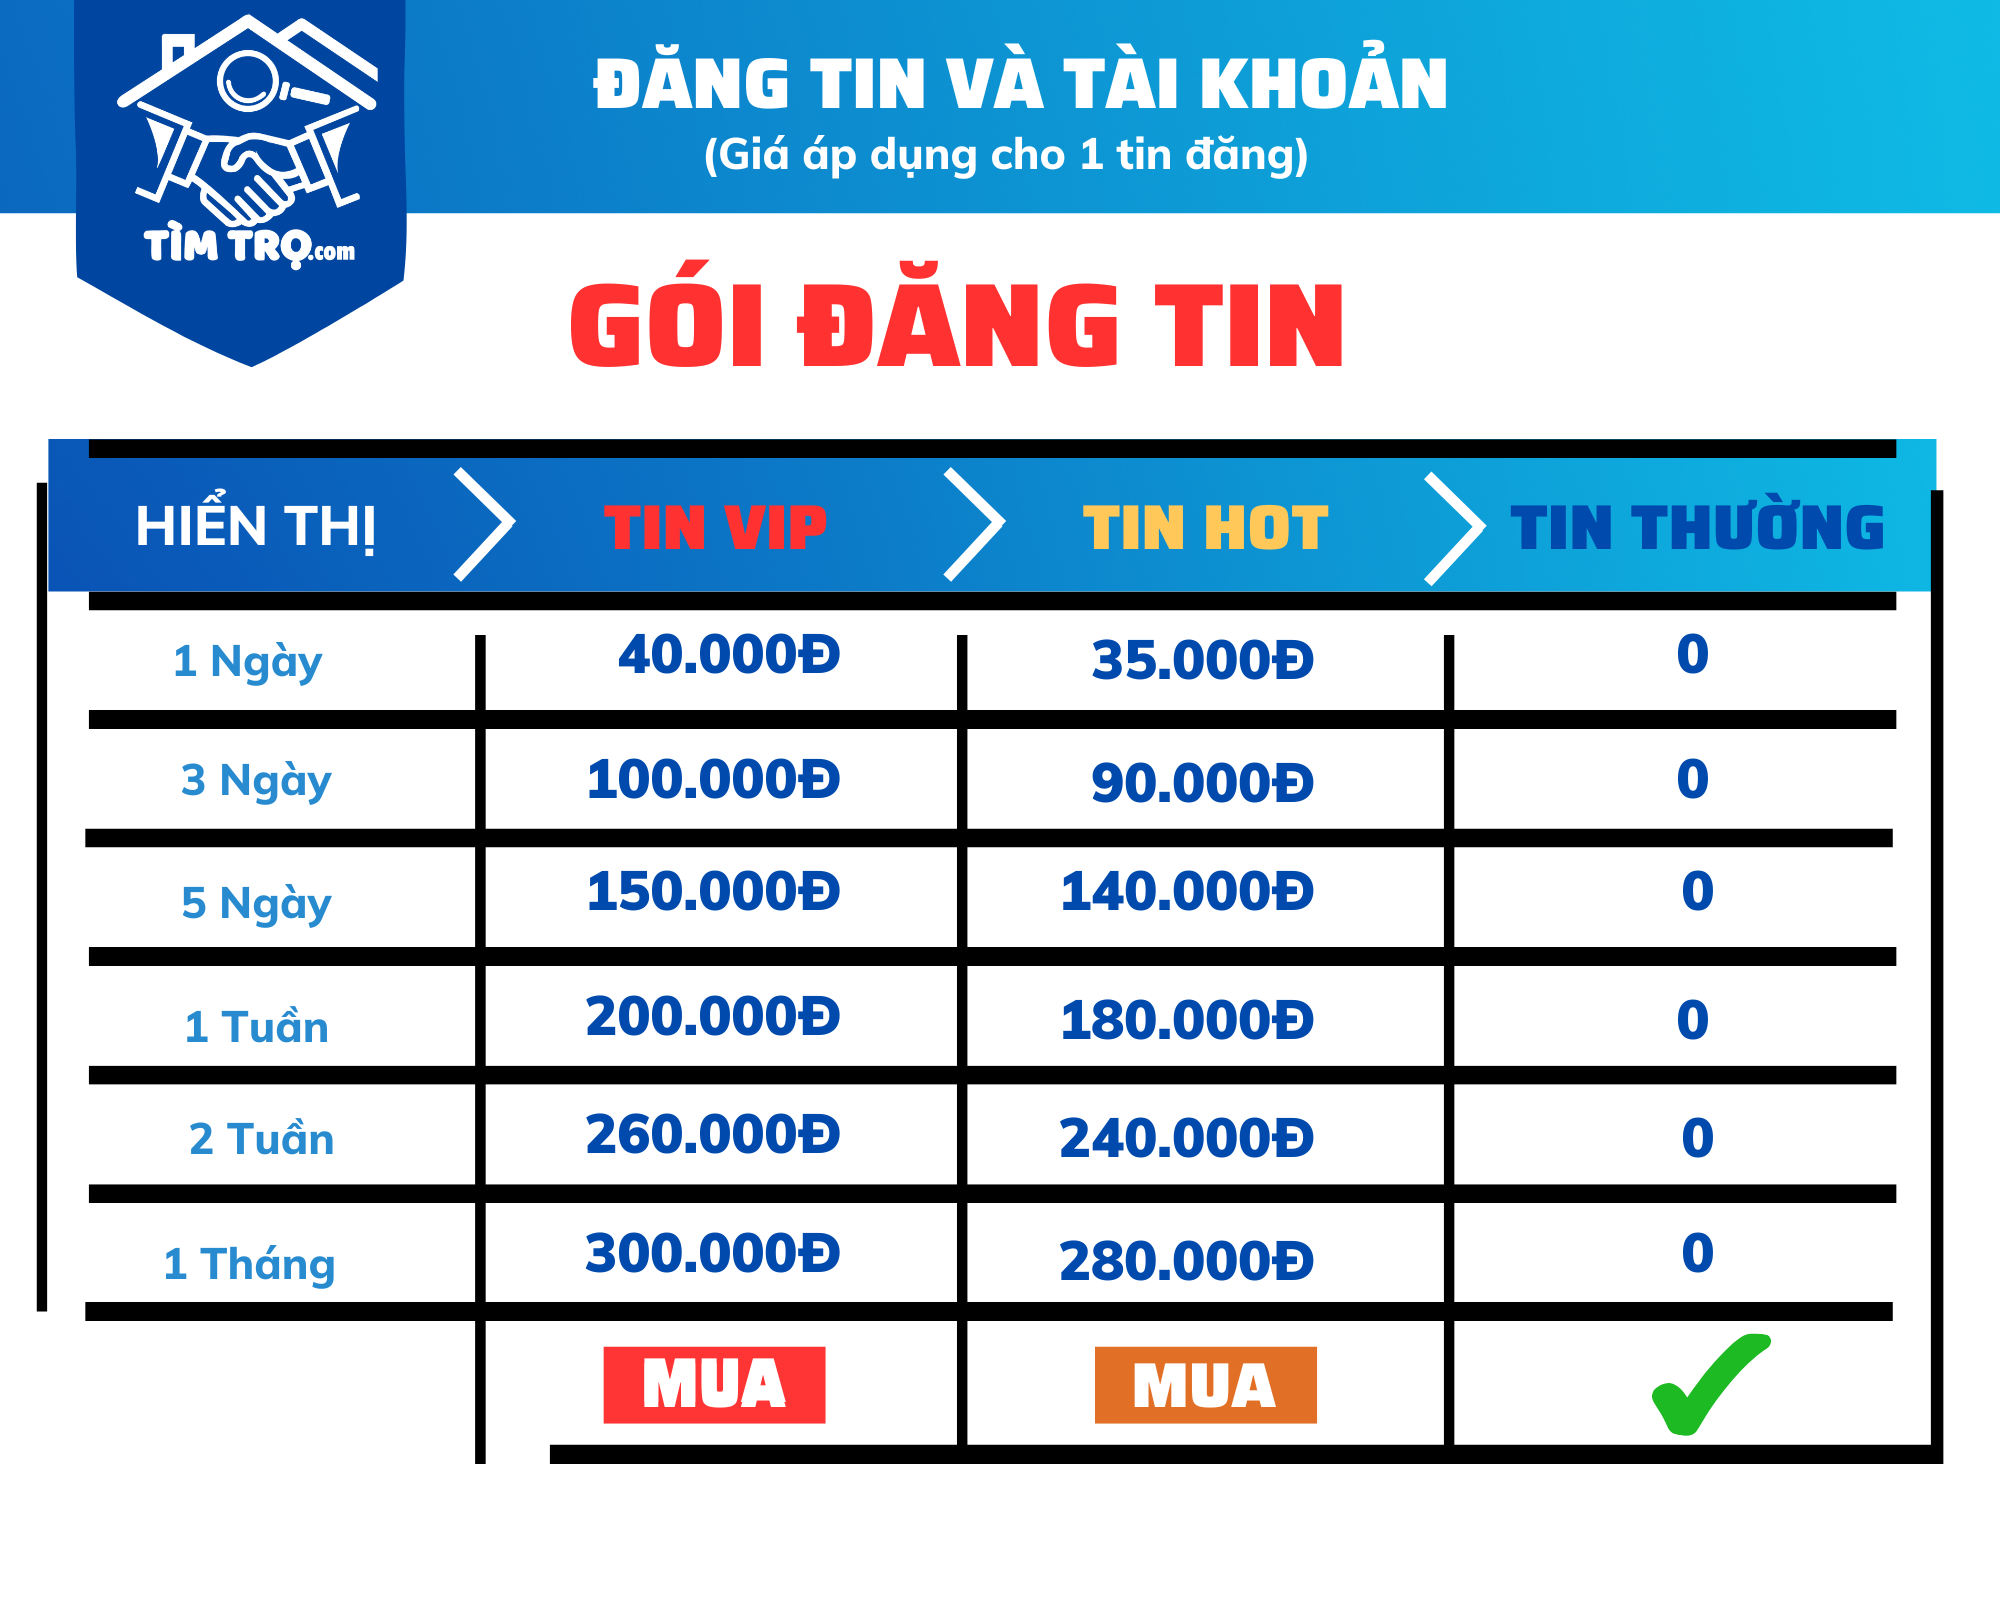 ĐĂNG TIN VÀ TÀI KHOẢN
(Giá áp dụng cho 1 tin đăng)
TÌM TRỌ.com
GÓI ĐĂNG TIN
HIỂN THỊ TIN VIP TIN HOT TIN THƯỜNG
1 Ngày 40.000Đ 35.000Đ 0
3 Ngày 100.000Đ 90.000Đ 0
5 Ngày 150.000Đ 140.000Đ 0
1 Tuần 200.000Đ 180.000Đ 0
2 Tuần 260.000Đ 240.000Đ 0
1 Tháng 300.000Đ 280.000Đ 0
MUA MUA